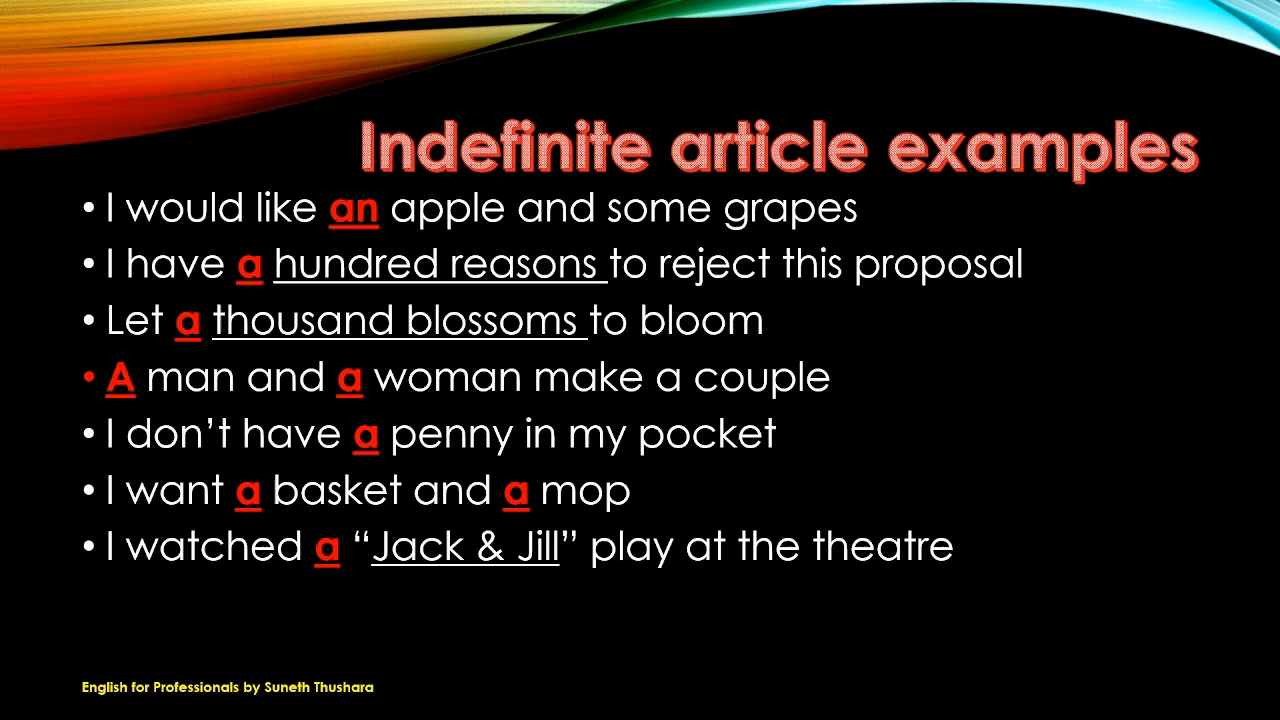 Indefinite article examples
• I would like an apple and some grapes
• I have a hundred reasons to reject this proposal
• Let a thousand blossoms to bloom
• A man and a woman make a couple
• I don’t have a penny in my pocket
• I want a basket and a mop
• I watched a “Jack & Jill” play at the theatre
English for Professionals by Suneth Thushara